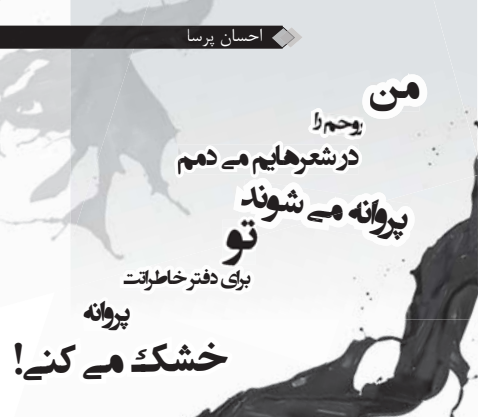 احسان پرسا
من
روحم را
در شعرهایم می دمم
پروانه می شوند
تو
برای دفتر خاطراتت
پروانه
خشک می کنی!